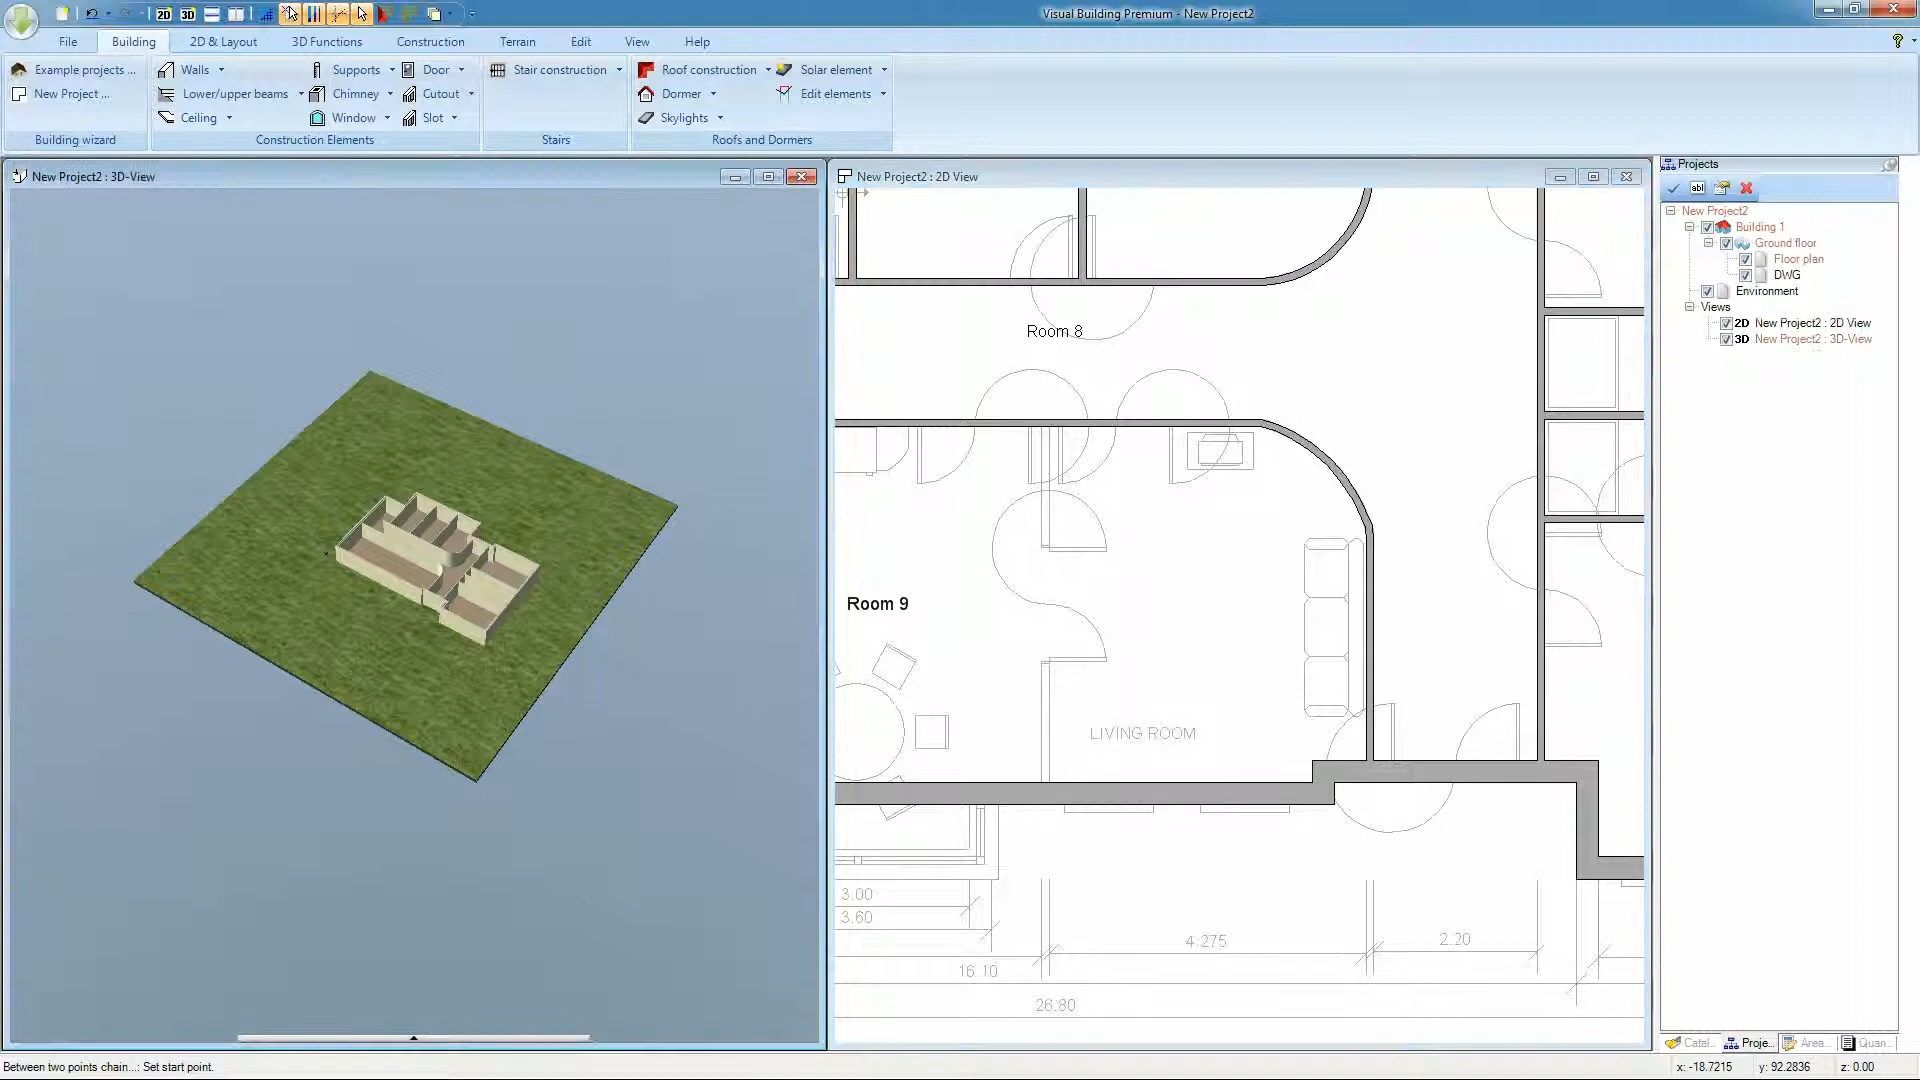 2D 3D
Visual Building Premium - New Project2
File Building 2D & Layout 3D Functions Construction Terrain Edit View Help
Example projects ... Walls Supports Door Stair construction Roof construction Solar element
New Project ... Lower/upper beams Chimney Cutout Dormer Edit elements
Ceiling Window Slot Skylights
Building wizard Construction Elements Stairs Roofs and Dormers
New Project2 : 3D-View
New Project2 : 2D View
Room 8
Room 9
LIVING ROOM
3.00
3.60
4.275
2.20
16.10
26.80
Projects
abl
New Project2
Building 1
Ground floor
Floor plan
DWG
Environment
Views
2D New Project2 : 2D View
3D New Project2 : 3D-View
Catal... Proje... Area... Quan...
Between two points chain...: Set start point.
x: -18.7215 y: 92.2836 z: 0.00